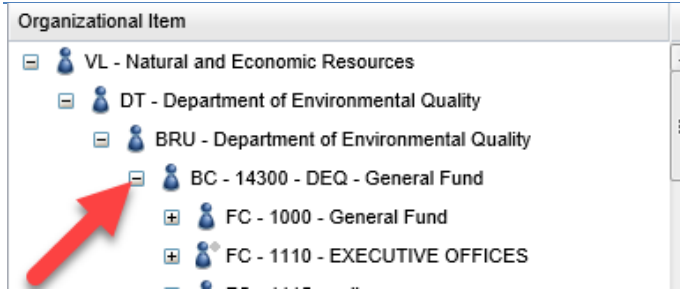 Organizational Item
VL - Natural and Economic Resources
DT - Department of Environmental Quality
BRU - Department of Environmental Quality
BC - 14300 - DEQ - General Fund
FC - 1000 - General Fund
FC - 1110 - EXECUTIVE OFFICES